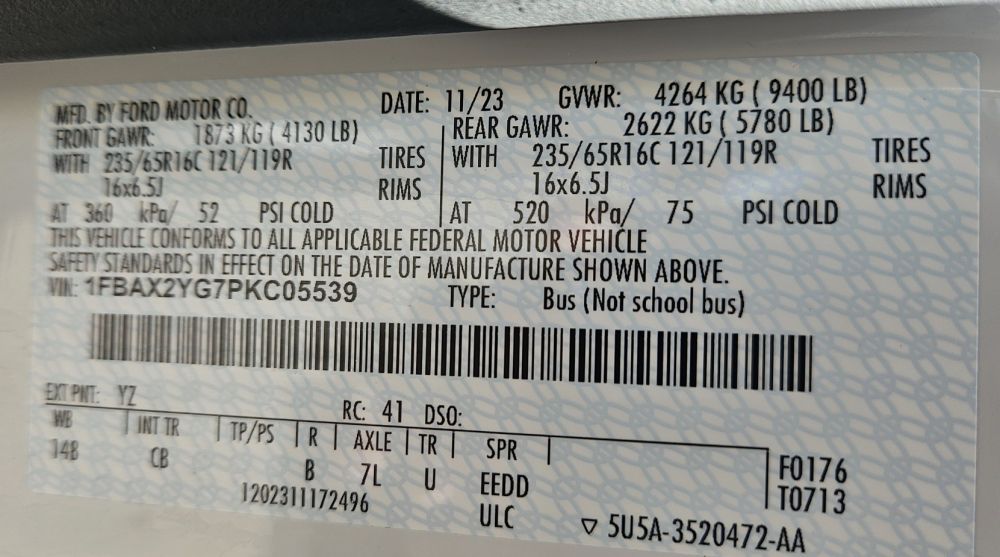 MFD. BY FORD MOTOR CO. DATE: 11/23 GVWR: 4264 KG ( 9400 LB)
FRONT GAWR: 1873 KG ( 4130 LB) REAR GAWR: 2622 KG ( 5780 LB)
WITH 235/65R16C 121/119R TIRES WITH 235/65R16C 121/119R TIRES
16x6.5J RIMS 16x6.5J RIMS
AT 360 kPa/ 52 PSI COLD AT 520 kPa/ 75 PSI COLD
THIS VEHICLE CONFORMS TO ALL APPLICABLE FEDERAL MOTOR VEHICLE
SAFETY STANDARDS IN EFFECT ON THE DATE OF MANUFACTURE SHOWN ABOVE.
VIN: 1FBAX2YG7PKC05539 TYPE: Bus (Not school bus)
EXT PNT: YZ RC: 41 DSO:
WB INT TR TP/PS R AXLE TR SPR
148 CB B 7L U EEDD F0176
1202311172496 ULC T0713
▽ 5U5A-3520472-AA